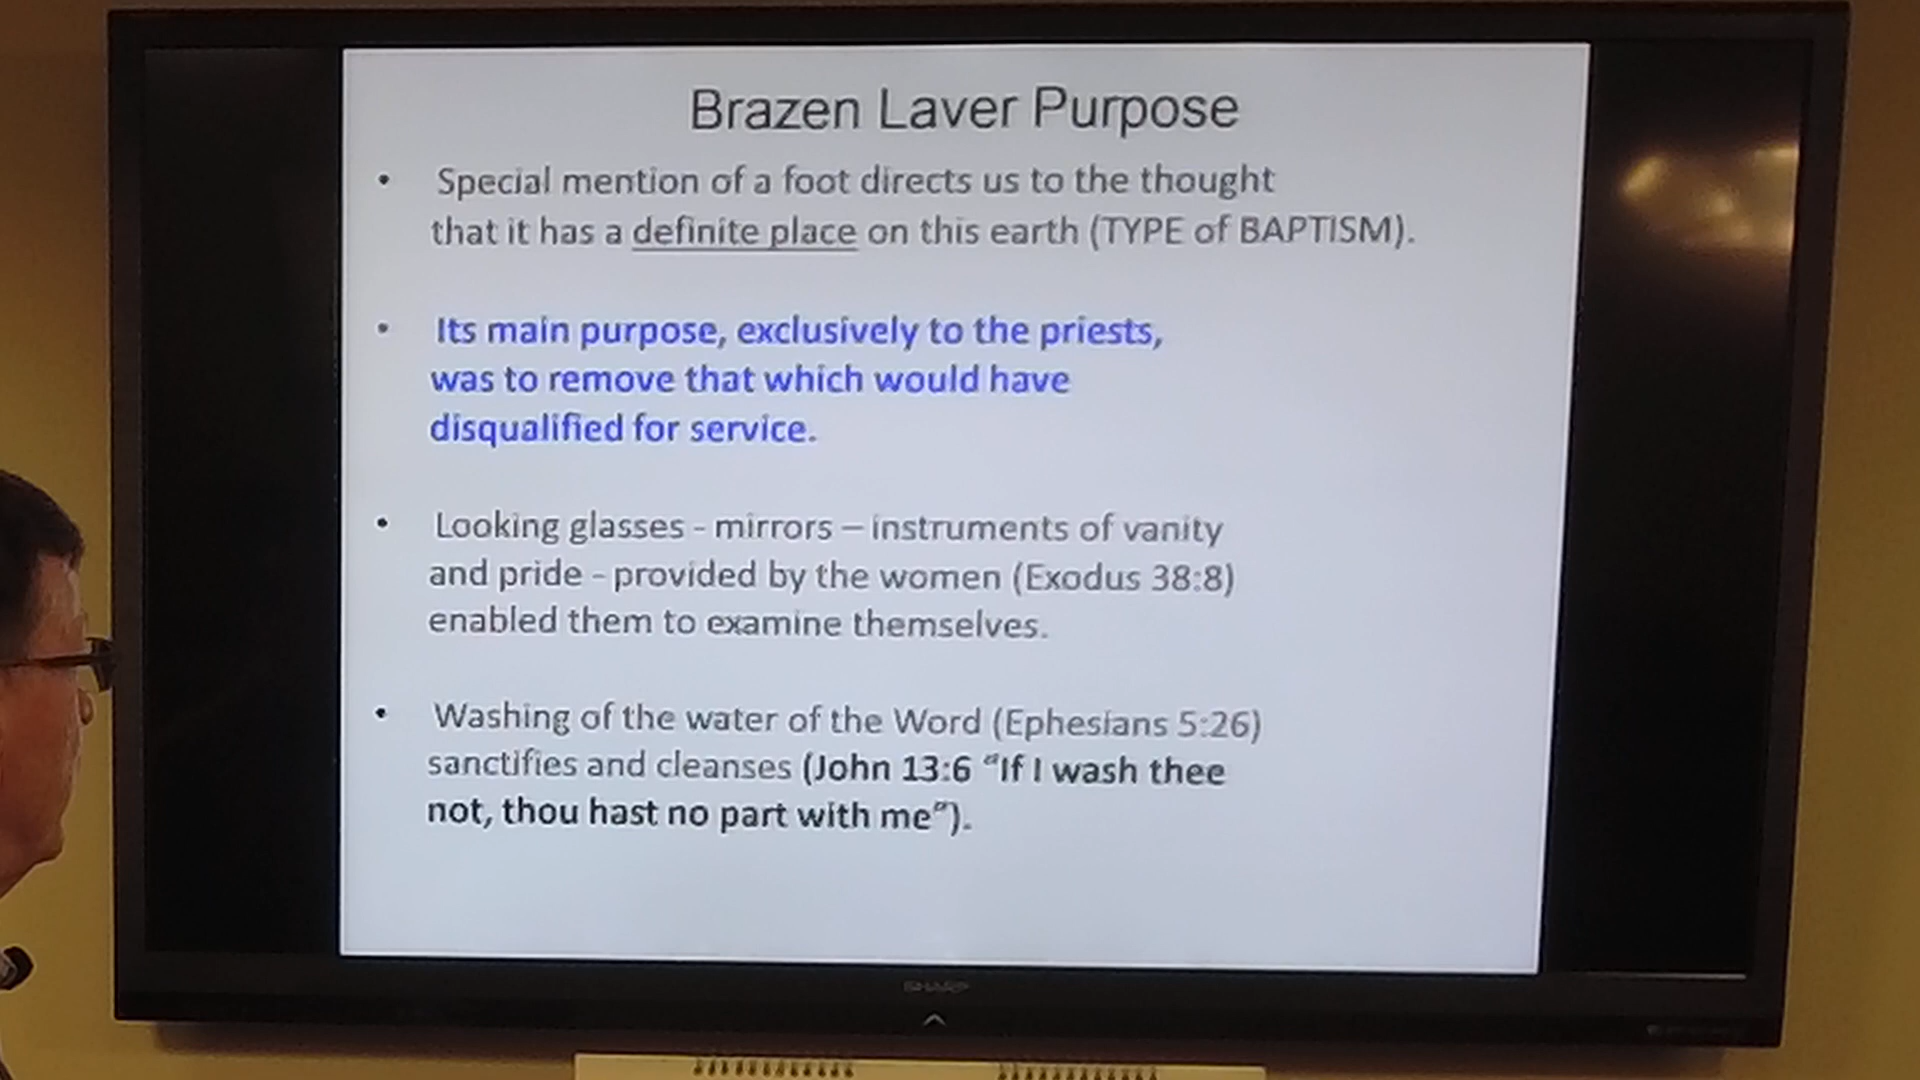 Brazen Laver Purpose
• Special mention of a foot directs us to the thought
that it has a definite place on this earth (TYPE of BAPTISM).
• Its main purpose, exclusively to the priests,
was to remove that which would have
disqualified for service.
• Looking glasses - mirrors – instruments of vanity
and pride - provided by the women (Exodus 38:8)
enabled them to examine themselves.
• Washing of the water of the Word (Ephesians 5:26)
sanctifies and cleanses (John 13:6 “If I wash thee
not, thou hast no part with me”).
SHARP